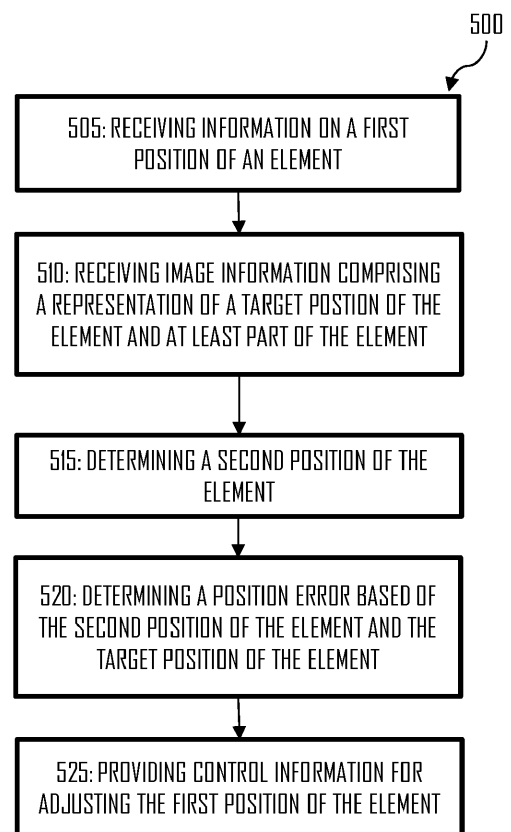 500
505: RECEIVING INFORMATION ON A FIRST
POSITION OF AN ELEMENT
510: RECEIVING IMAGE INFORMATION COMPRISING
A REPRESENTATION OF A TARGET POSTION OF THE
ELEMENT AND AT LEAST PART OF THE ELEMENT
515: DETERMINING A SECOND POSITION OF THE
ELEMENT
520: DETERMINING A POSITION ERROR BASED OF
THE SECOND POSITION OF THE ELEMENT AND THE
TARGET POSITION OF THE ELEMENT
525: PROVIDING CONTROL INFORMATION FOR
ADJUSTING THE FIRST POSITION OF THE ELEMENT